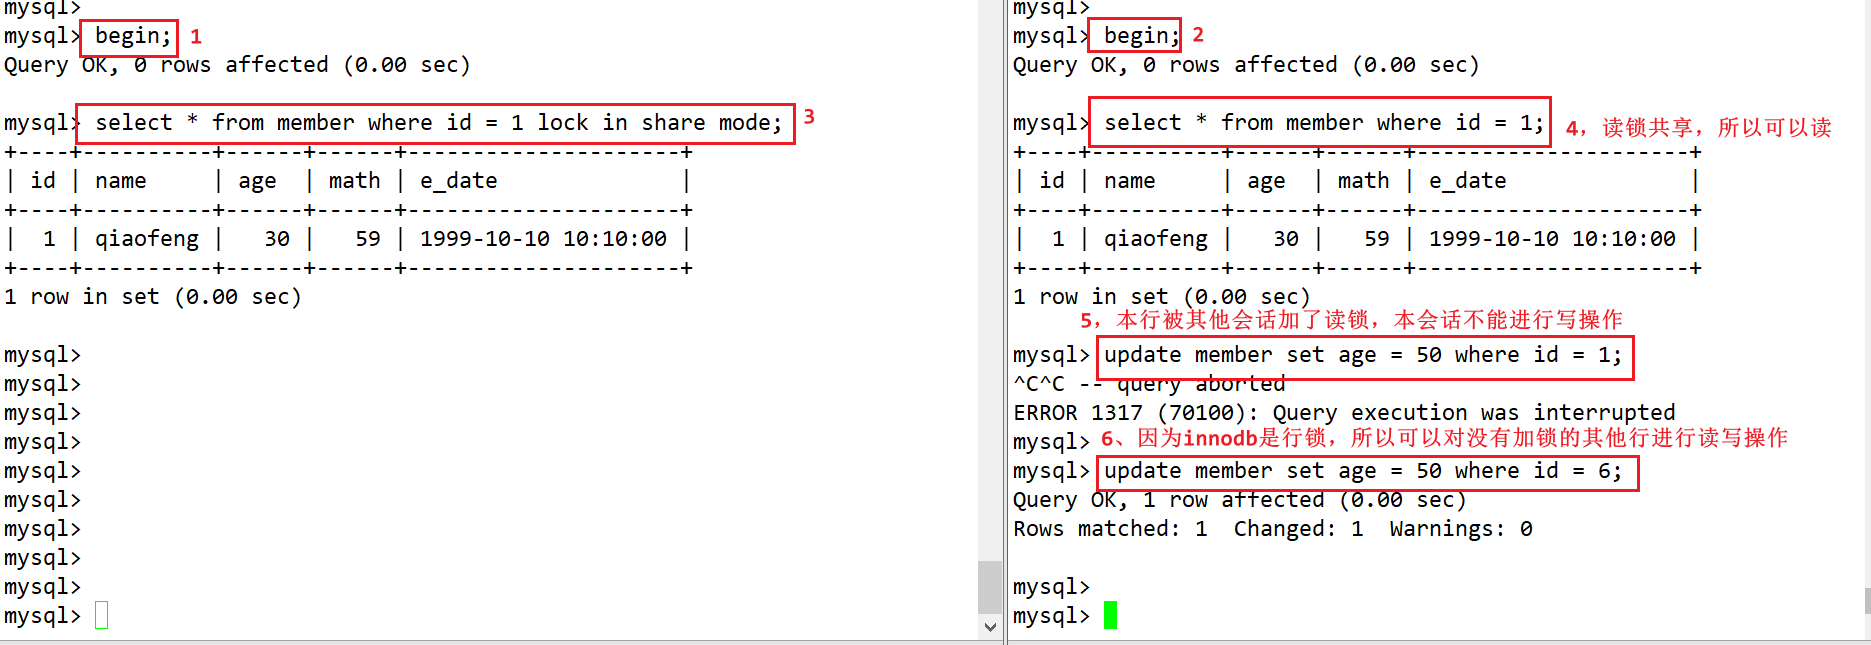 mysql>
mysql> begin; 1
Query OK, 0 rows affected (0.00 sec)
mysql> select * from member where id = 1 lock in share mode; 3
+----+----------+------+------+---------------------+
| id | name     | age  | math | e_date              |
+----+----------+------+------+---------------------+
|  1 | qiaofeng |   30 |   59 | 1999-10-10 10:10:00 |
+----+----------+------+------+---------------------+
1 row in set (0.00 sec)
mysql>
mysql>
mysql>
mysql>
mysql>
mysql>
mysql>
mysql>
mysql>
mysql>
mysql>
mysql> begin; 2
Query OK, 0 rows affected (0.00 sec)
mysql> select * from member where id = 1; 4，读锁共享，所以可以读
+----+----------+------+------+---------------------+
| id | name     | age  | math | e_date              |
+----+----------+------+------+---------------------+
|  1 | qiaofeng |   30 |   59 | 1999-10-10 10:10:00 |
+----+----------+------+------+---------------------+
1 row in set (0.00 sec)
5，本行被其他会话加了读锁，本会话不能进行写操作
mysql> update member set age = 50 where id = 1;
^C^C -- query aborted
ERROR 1317 (70100): Query execution was interrupted
mysql> 6、因为innodb是行锁，所以可以对没有加锁的其他行进行读写操作
mysql> update member set age = 50 where id = 6;
Query OK, 1 row affected (0.00 sec)
Rows matched: 1  Changed: 1  Warnings: 0
mysql>
mysql>